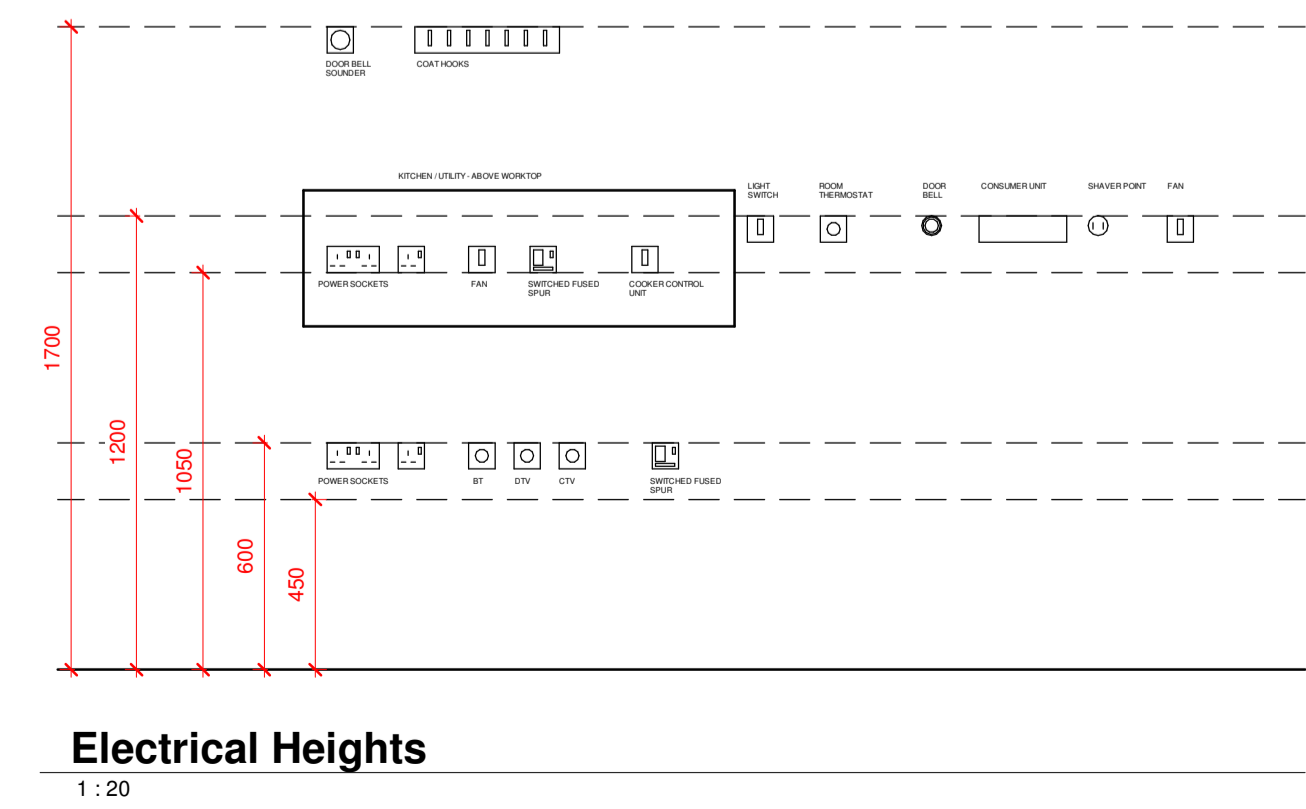 DOOR BELL
SOUNDER
COAT HOOKS
KITCHEN / UTILITY - ABOVE WORKTOP
LIGHT
SWITCH
ROOM
THERMOSTAT
DOOR
BELL
CONSUMER UNIT
SHAVER POINT
FAN
POWER SOCKETS
FAN
SWITCHED FUSED
SPUR
COOKER CONTROL
UNIT
1700
1200
1050
600
450
POWER SOCKETS
BT
DTV
CTV
SWITCHED FUSED
SPUR
Electrical Heights
1 : 20